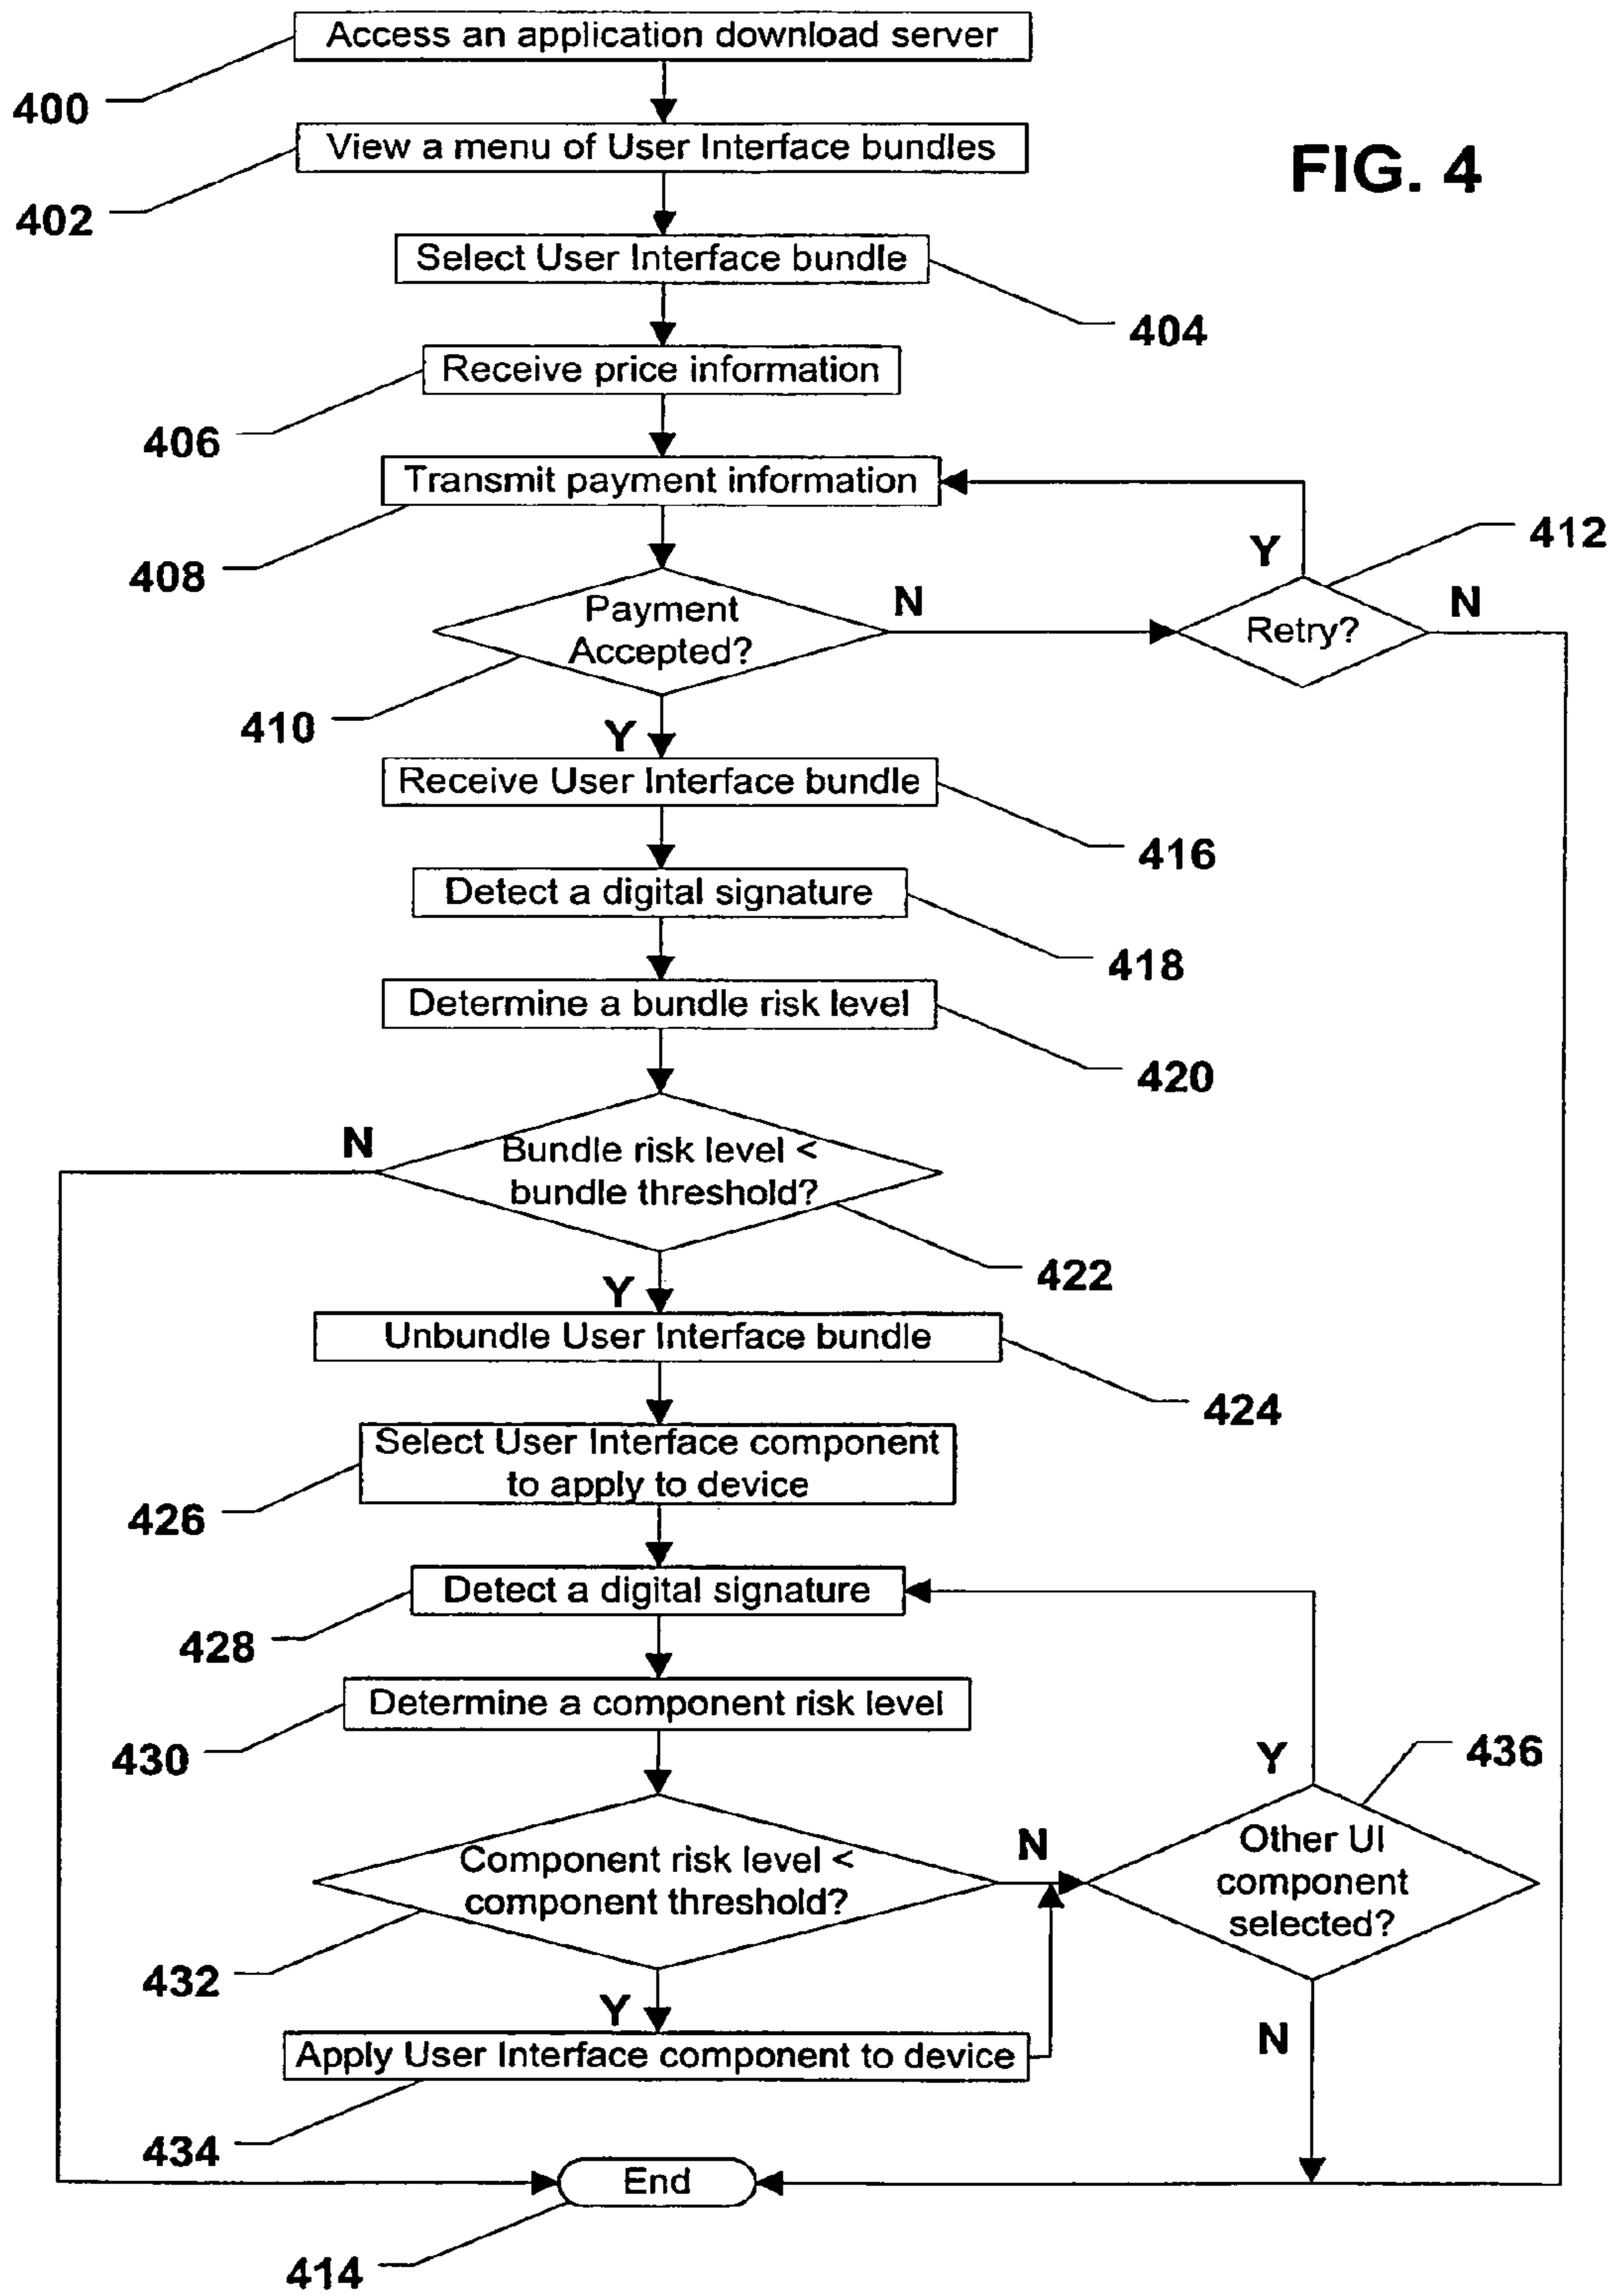 Access an application download server
400
View a menu of User Interface bundles
FIG. 4
402
Select User Interface bundle
404
Receive price information
406
Transmit payment information
408
412
Y
N
N
Payment
Accepted?
Retry?
410
Y
Receive User Interface bundle
416
Detect a digital signature
418
Determine a bundle risk level
420
N
Bundle risk level <
bundle threshold?
422
Y
Unbundle User Interface bundle
424
Select User Interface component
to apply to device
426
Detect a digital signature
428
Determine a component risk level
430
Y
436
Component risk level <
component threshold?
N
Other UI
component
selected?
432
Y
N
Apply User Interface component to device
434
End
414